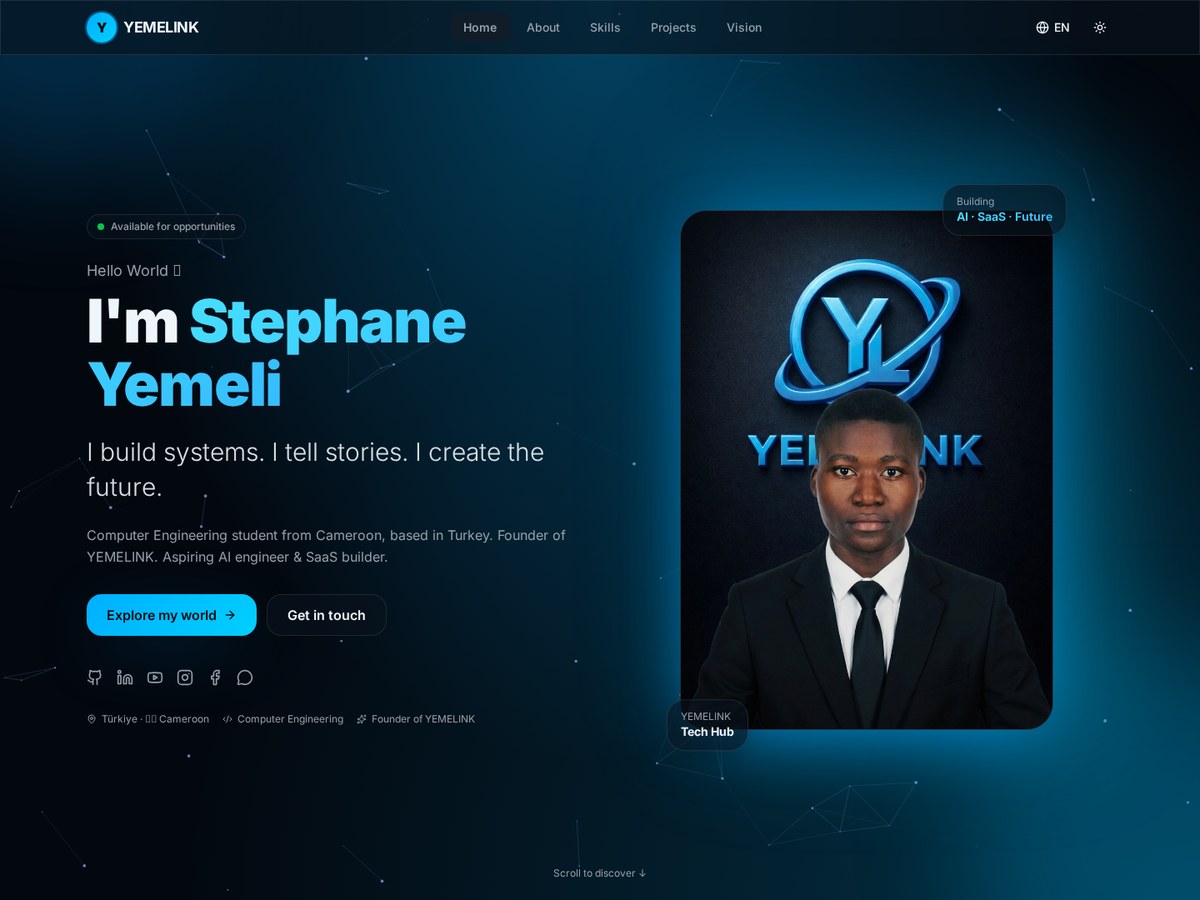 Y YEMELINK
Home About Skills Projects Vision
EN
Available for opportunities
Hello World
I'm Stephane
Yemeli
I build systems. I tell stories. I create the
future.
Computer Engineering student from Cameroon, based in Turkey. Founder of
YEMELINK. Aspiring AI engineer & SaaS builder.
Explore my world →
Get in touch
Türkiye · Cameroon Computer Engineering Founder of YEMELINK
Building
AI · SaaS · Future
YL
YEMELINK
Tech Hub
Scroll to discover ↓